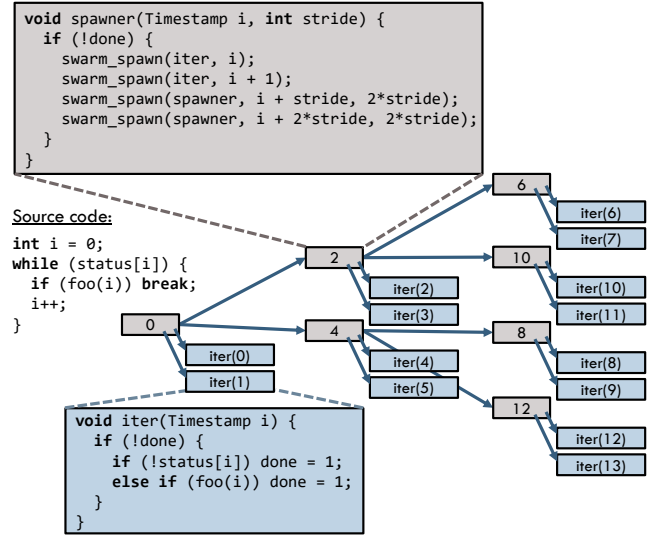 void spawner(Timestamp i, int stride) {
if (!done) {
swarm_spawn(iter, i);
swarm_spawn(iter, i + 1);
swarm_spawn(spawner, i + stride, 2*stride);
swarm_spawn(spawner, i + 2*stride, 2*stride);
}
}
Source code:
int i = 0;
while (status[i]) {
if (foo(i)) break;
i++;
}
0
iter(0)
iter(1)
2
iter(2)
iter(3)
4
iter(4)
iter(5)
6
iter(6)
iter(7)
10
iter(10)
iter(11)
8
iter(8)
iter(9)
12
iter(12)
iter(13)
void iter(Timestamp i) {
if (!done) {
if (!status[i]) done = 1;
else if (foo(i)) done = 1;
}
}